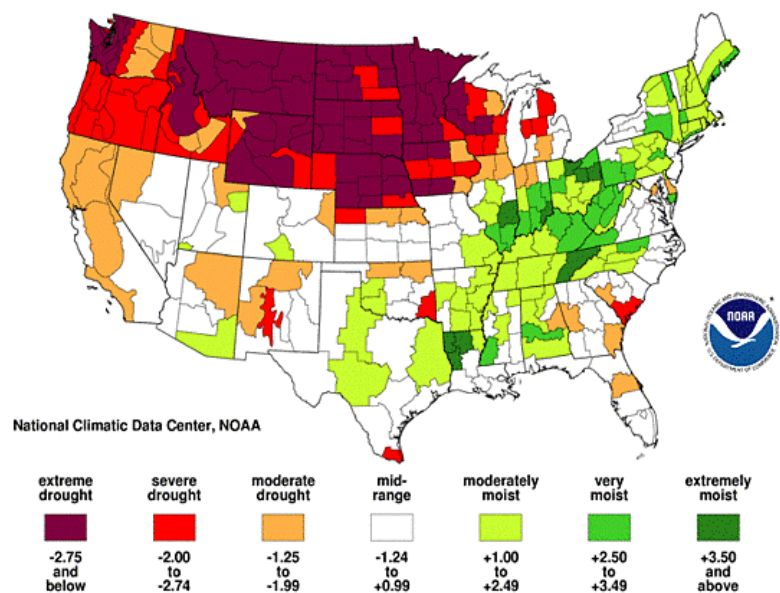 NOAA
National Climatic Data Center, NOAA
extreme
drought
severe
drought
moderate
drought
mid-
range
moderately
moist
very
moist
extremely
moist
-2.75
and
below
-2.00
to
-2.74
-1.25
to
-1.99
-1.24
to
+0.99
+1.00
to
+2.49
+2.50
to
+3.49
+3.50
and
above